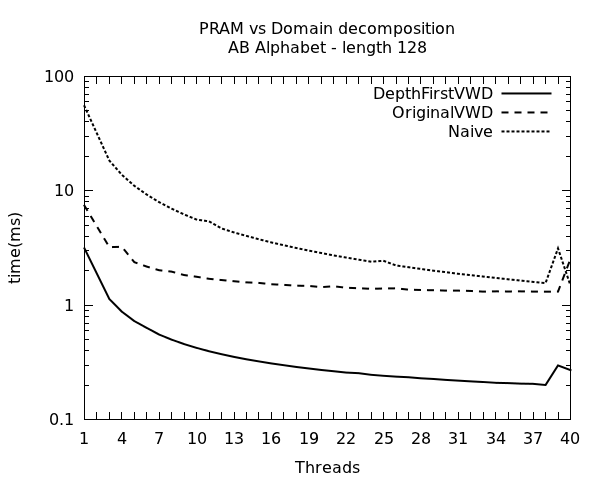 PRAM vs Domain decomposition
AB Alphabet - length 128
100
10
1
0.1
time(ms)
DepthFirstVWD
OriginalVWD
Naive
1 4 7 10 13 16 19 22 25 28 31 34 37 40
Threads